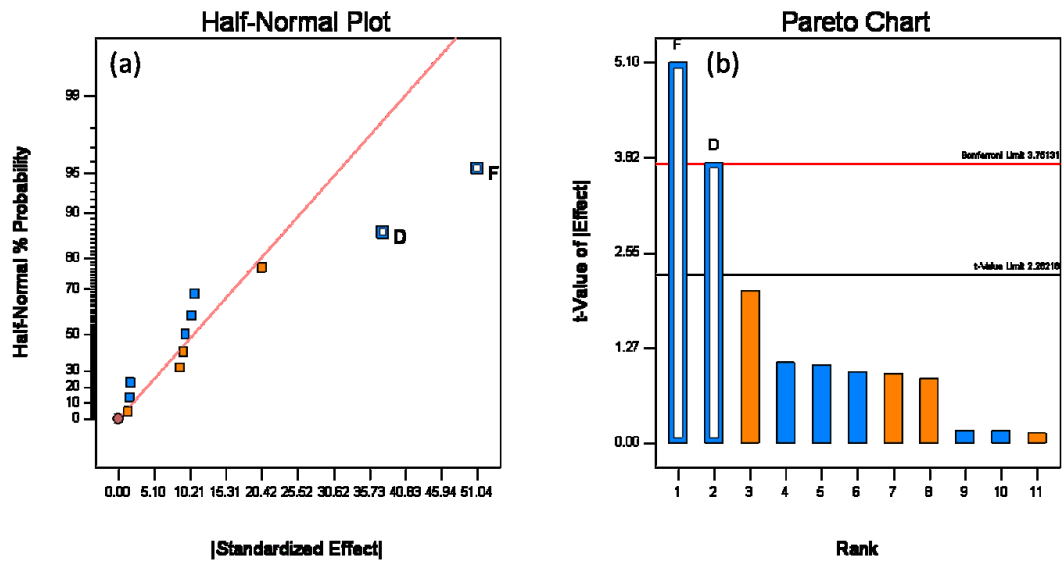 Half-Normal Plot
(a)
Half-Normal % Probability
99
95
90
80
70
50
30
20
10
0
F
D
0.00 5.10 10.21 15.31 20.42 25.52 30.62 35.73 40.83 45.94 51.04
|Standardized Effect|
Pareto Chart
(b)
t-Value of |Effect|
5.10
3.82
2.55
1.27
0.00
F
D
Bonferroni Limit 3.75131
t-Value Limit 2.26216
1 2 3 4 5 6 7 8 9 10 11
Rank